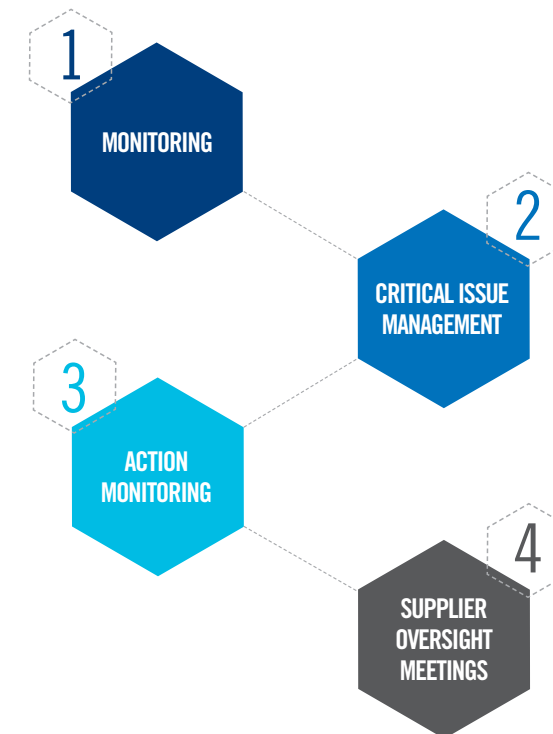 1
MONITORING
2
CRITICAL ISSUE
MANAGEMENT
3
ACTION
MONITORING
4
SUPPLIER
OVERSIGHT
MEETINGS